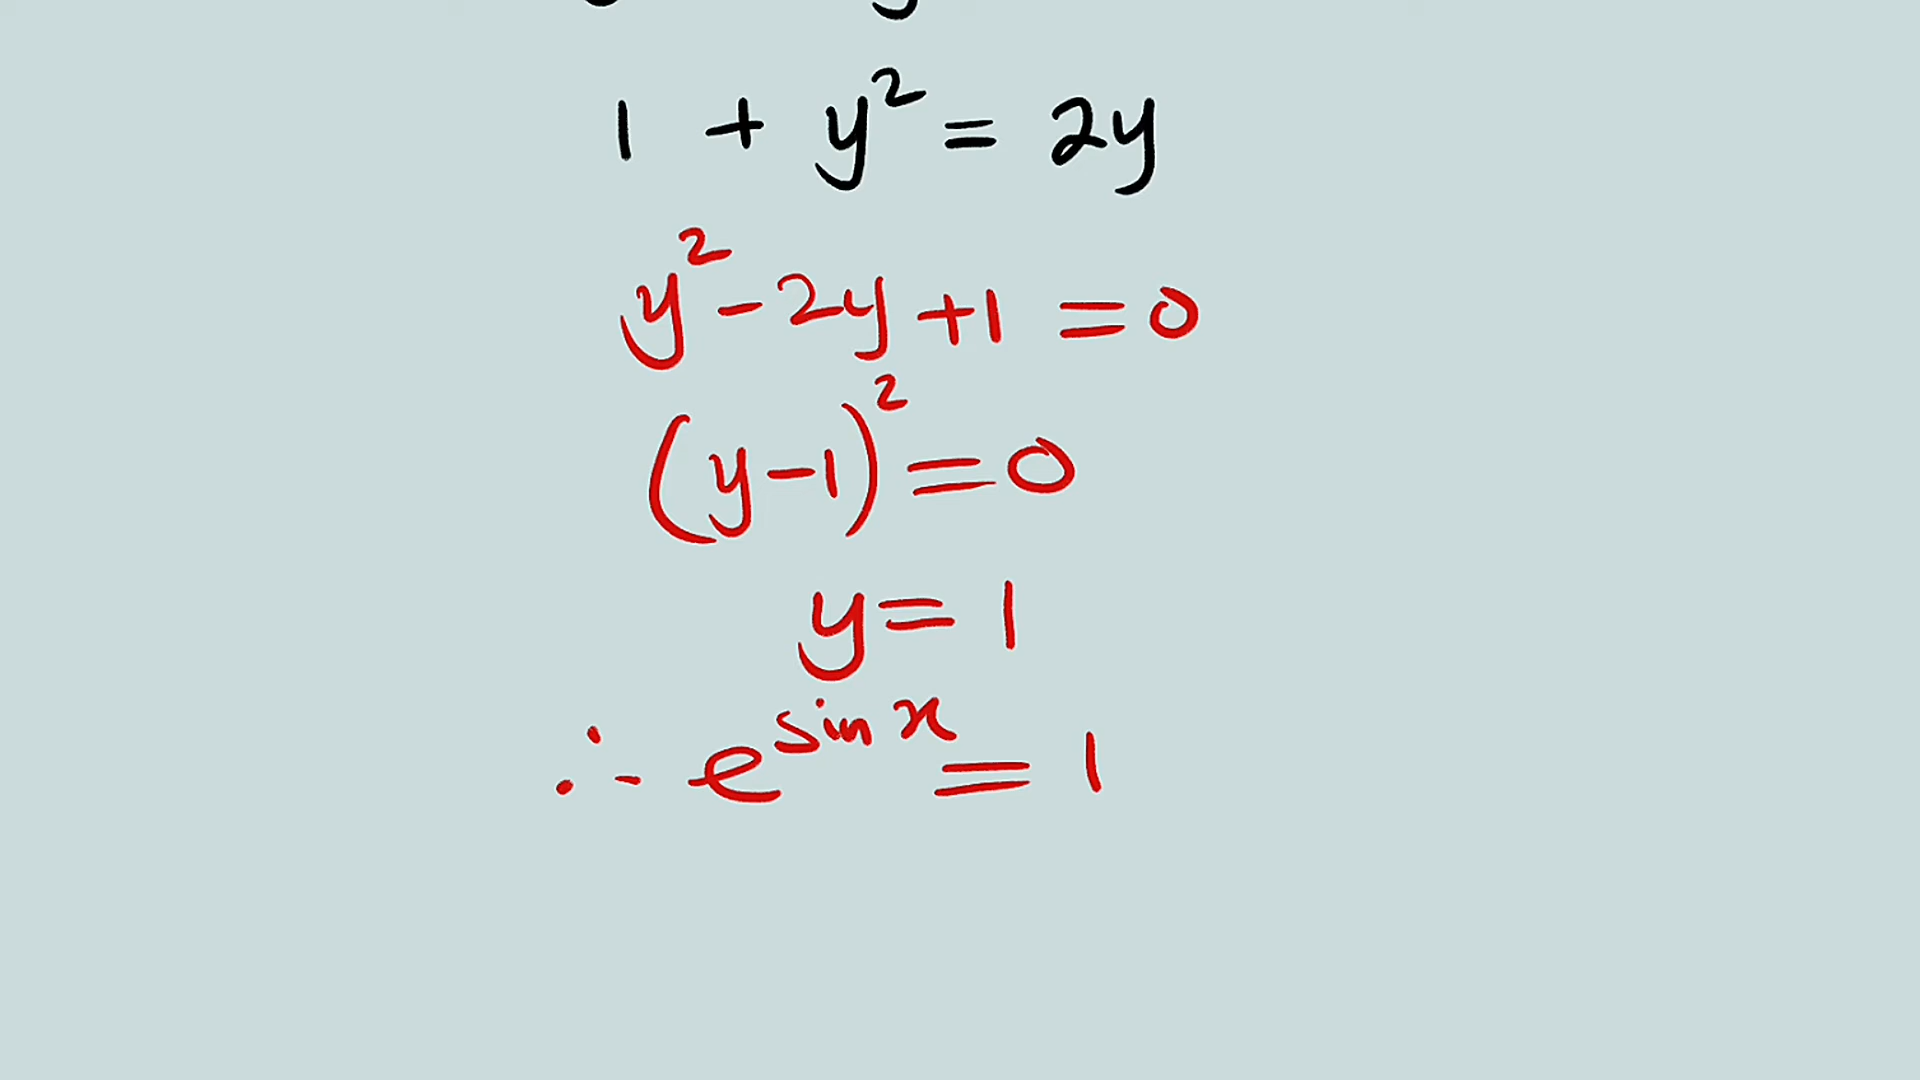 1 + y² = 2y
y² - 2y + 1 = 0
(y - 1)² = 0
y = 1
∴ e^sin x = 1